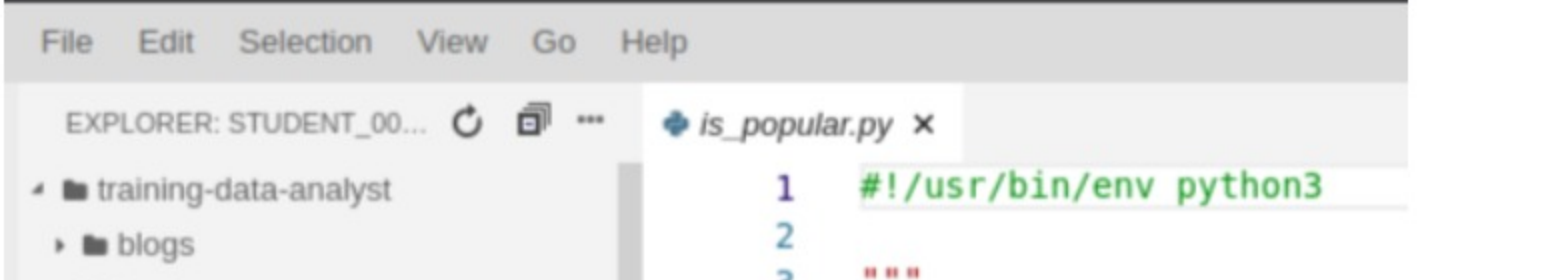 File Edit Selection View Go Help
EXPLORER: STUDENT_00...
is_popular.py
training-data-analyst
blogs
1 #!/usr/bin/env python3
2
3 """